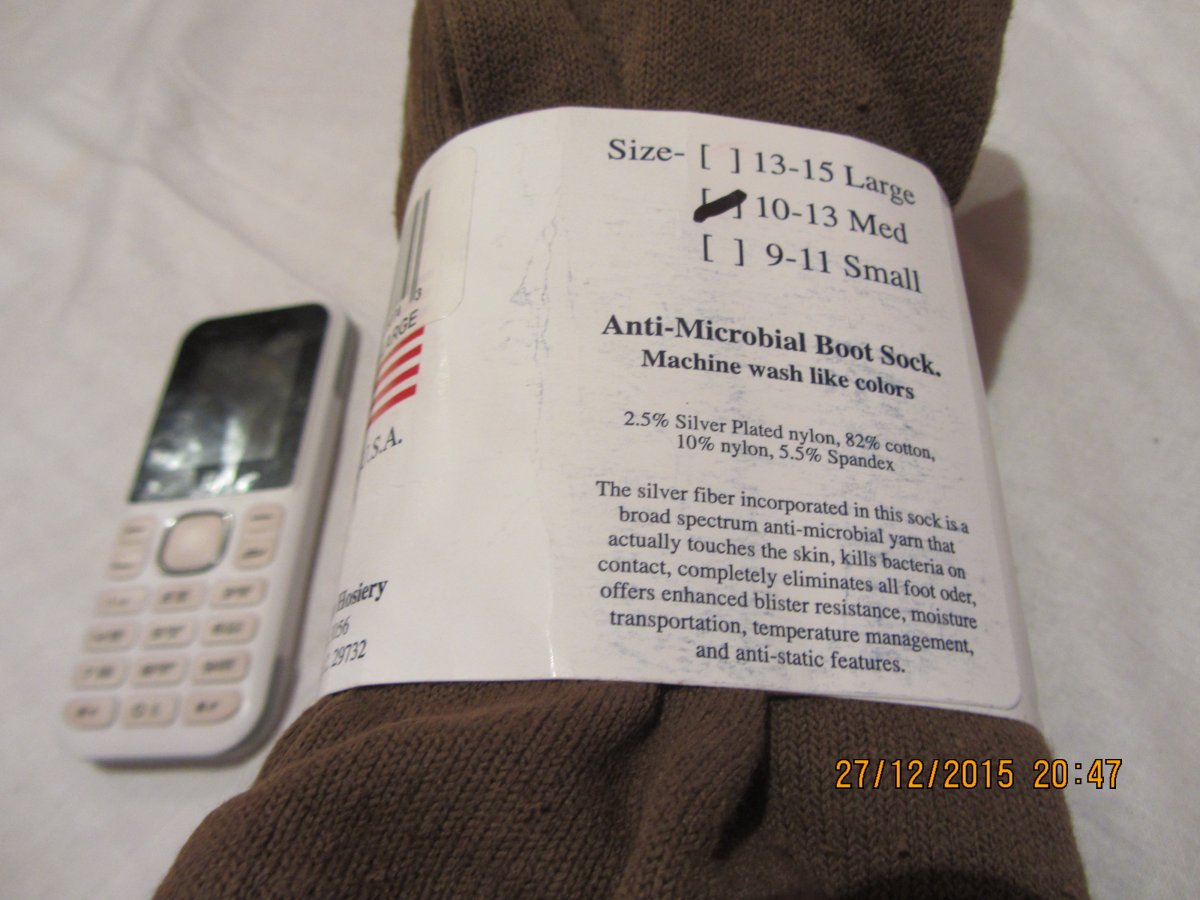 Size- [ ] 13-15 Large
[ ] 10-13 Med
[ ] 9-11 Small
Anti-Microbial Boot Sock.
Machine wash like colors
2.5% Silver Plated nylon, 82% cotton,
10% nylon, 5.5% Spandex
The silver fiber incorporated in this sock is a
broad spectrum anti-microbial yarn that
actually touches the skin, kills bacteria on
contact, completely eliminates all foot oder,
offers enhanced blister resistance, moisture
transportation, temperature management,
and anti-static features.
3
ARGE
.S.A.
Hosiery
156
29732
27/12/2015 20:47